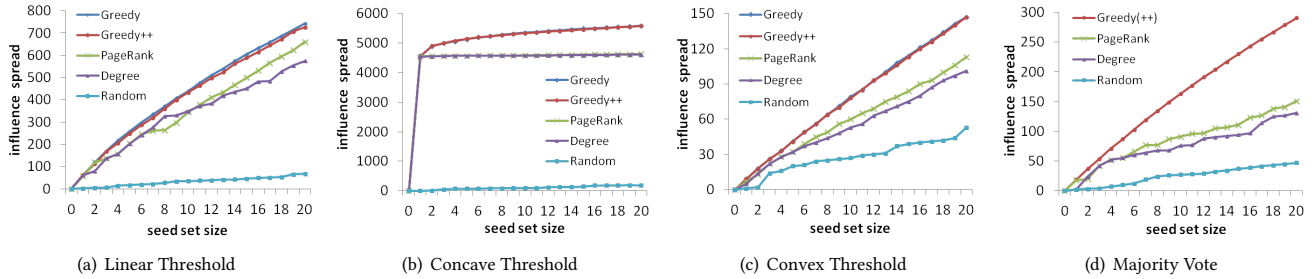 800
700
600
500
400
300
200
100
0
influence spread
Greedy
Greedy++
PageRank
Degree
Random
0 2 4 6 8 10 12 14 16 18 20
seed set size
(a) Linear Threshold
6000
5000
4000
3000
2000
1000
0
influence spread
Greedy
Greedy++
PageRank
Degree
Random
0 2 4 6 8 10 12 14 16 18 20
seed set size
(b) Concave Threshold
150
120
90
60
30
0
influence spread
Greedy
Greedy++
PageRank
Degree
Random
0 2 4 6 8 10 12 14 16 18 20
seed set size
(c) Convex Threshold
300
250
200
150
100
50
0
influence spread
Greedy(++)
PageRank
Degree
Random
0 2 4 6 8 10 12 14 16 18 20
seed set size
(d) Majority Vote